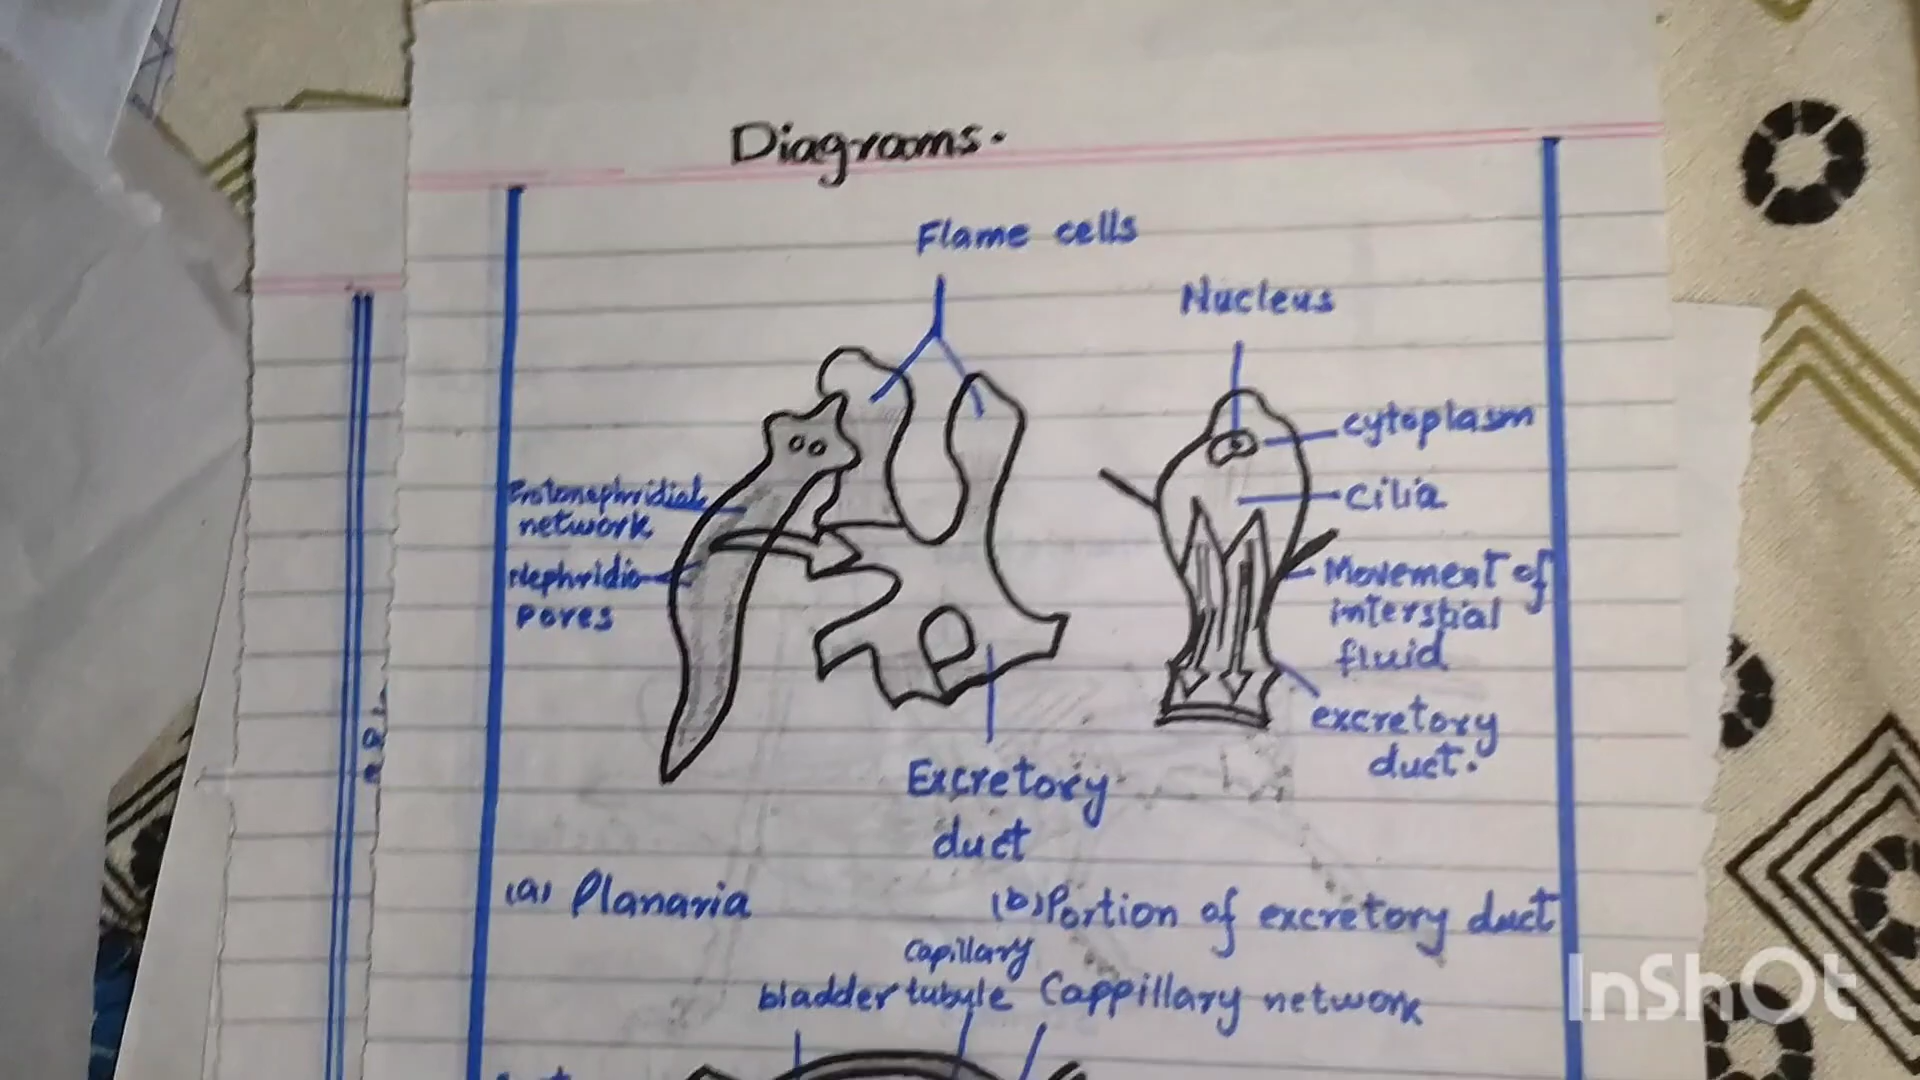 Diagrams.
Flame cells
Nucleus
cytoplasm
Protonephridial
network
cilia
Nephridio
pores
Movement of
interstial
fluid
excretory
duct.
Excretory
duct
(a) Planaria
(b) Portion of excretory duct
capillary
bladder tubule Cappillary network
InShOt